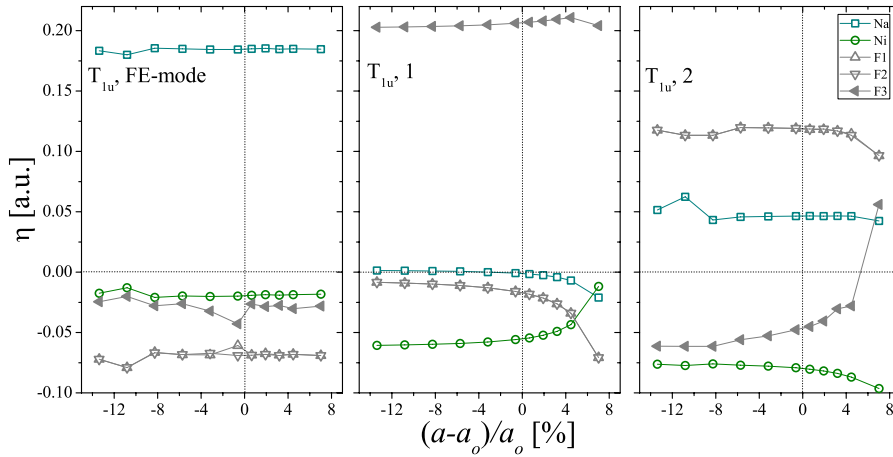 0.20
0.15
0.10
0.05
0.00
-0.05
-0.10
η [a.u.]
T1u, FE-mode
T1u, 1
T1u, 2
Na
Ni
F1
F2
F3
-12 -8 -4 0 4 8
-12 -8 -4 0 4 8
-12 -8 -4 0 4 8
(a-ao)/ao [%]